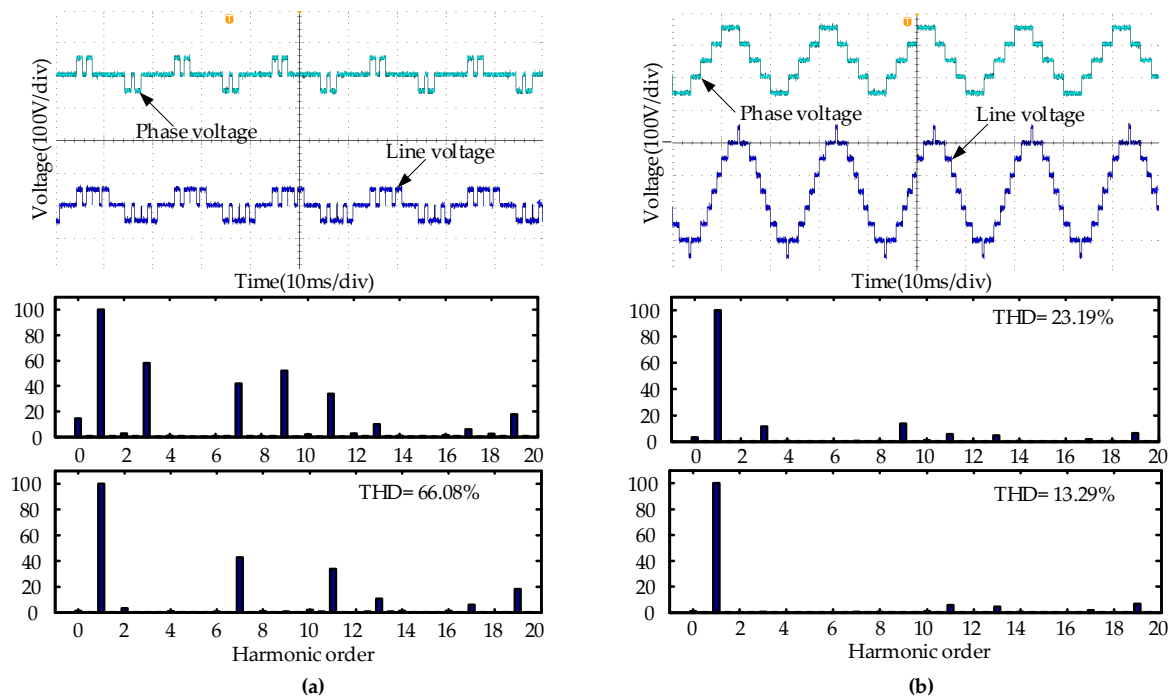 T
Voltage(100V/div)
Phase voltage
Line voltage
Time(10ms/div)
100
80
60
40
20
0
0 2 4 6 8 10 12 14 16 18 20
THD= 66.08%
100
80
60
40
20
0
0 2 4 6 8 10 12 14 16 18 20
Harmonic order
(a)
T
Voltage(100V/div)
Phase voltage
Line voltage
Time(10ms/div)
THD= 23.19%
100
80
60
40
20
0
0 2 4 6 8 10 12 14 16 18 20
THD= 13.29%
100
80
60
40
20
0
0 2 4 6 8 10 12 14 16 18 20
Harmonic order
(b)